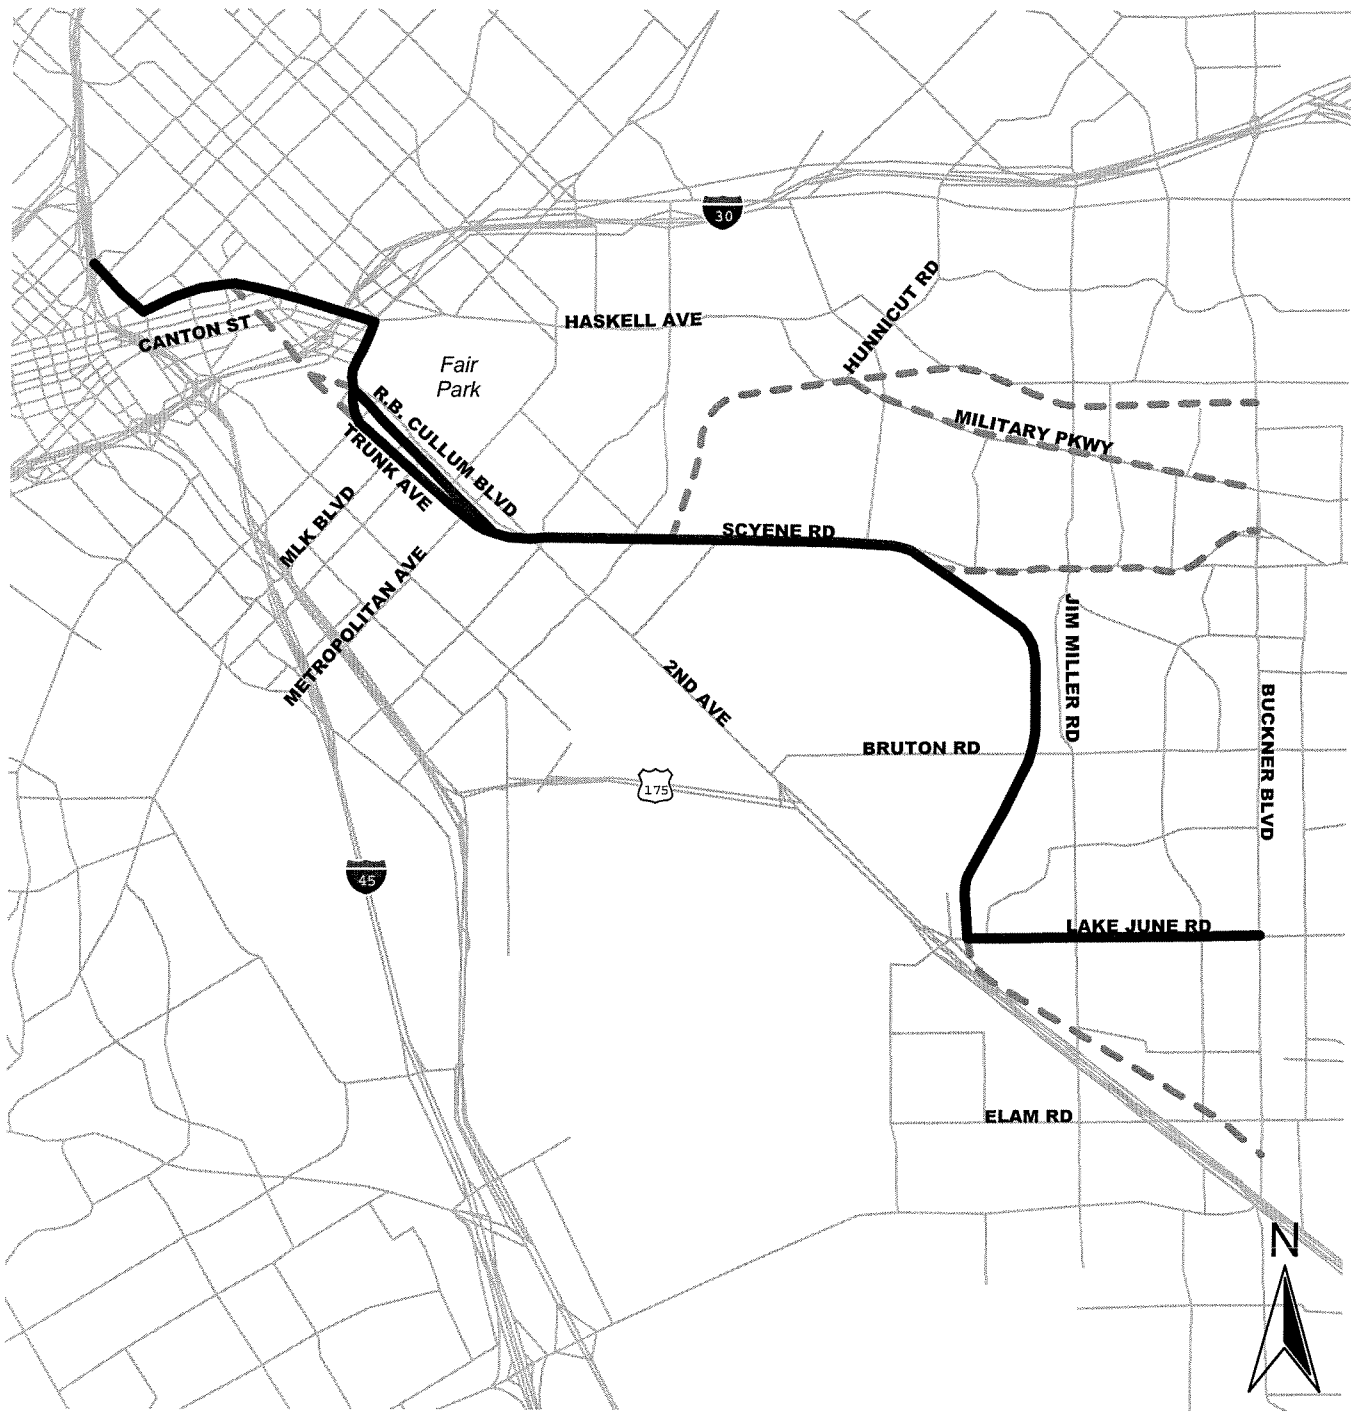 30
HUNNICUT RD
HASKELL AVE
CANTON ST
Fair
Park
R.B. CULLUM BLVD
MILITARY PKWY
TRUNK AVE
MLK BLVD
SCYENE RD
METROPOLITAN AVE
JIM MILLER RD
2ND AVE
BUCKNER BLVD
BRUTON RD
175
45
LAKE JUNE RD
ELAM RD
N